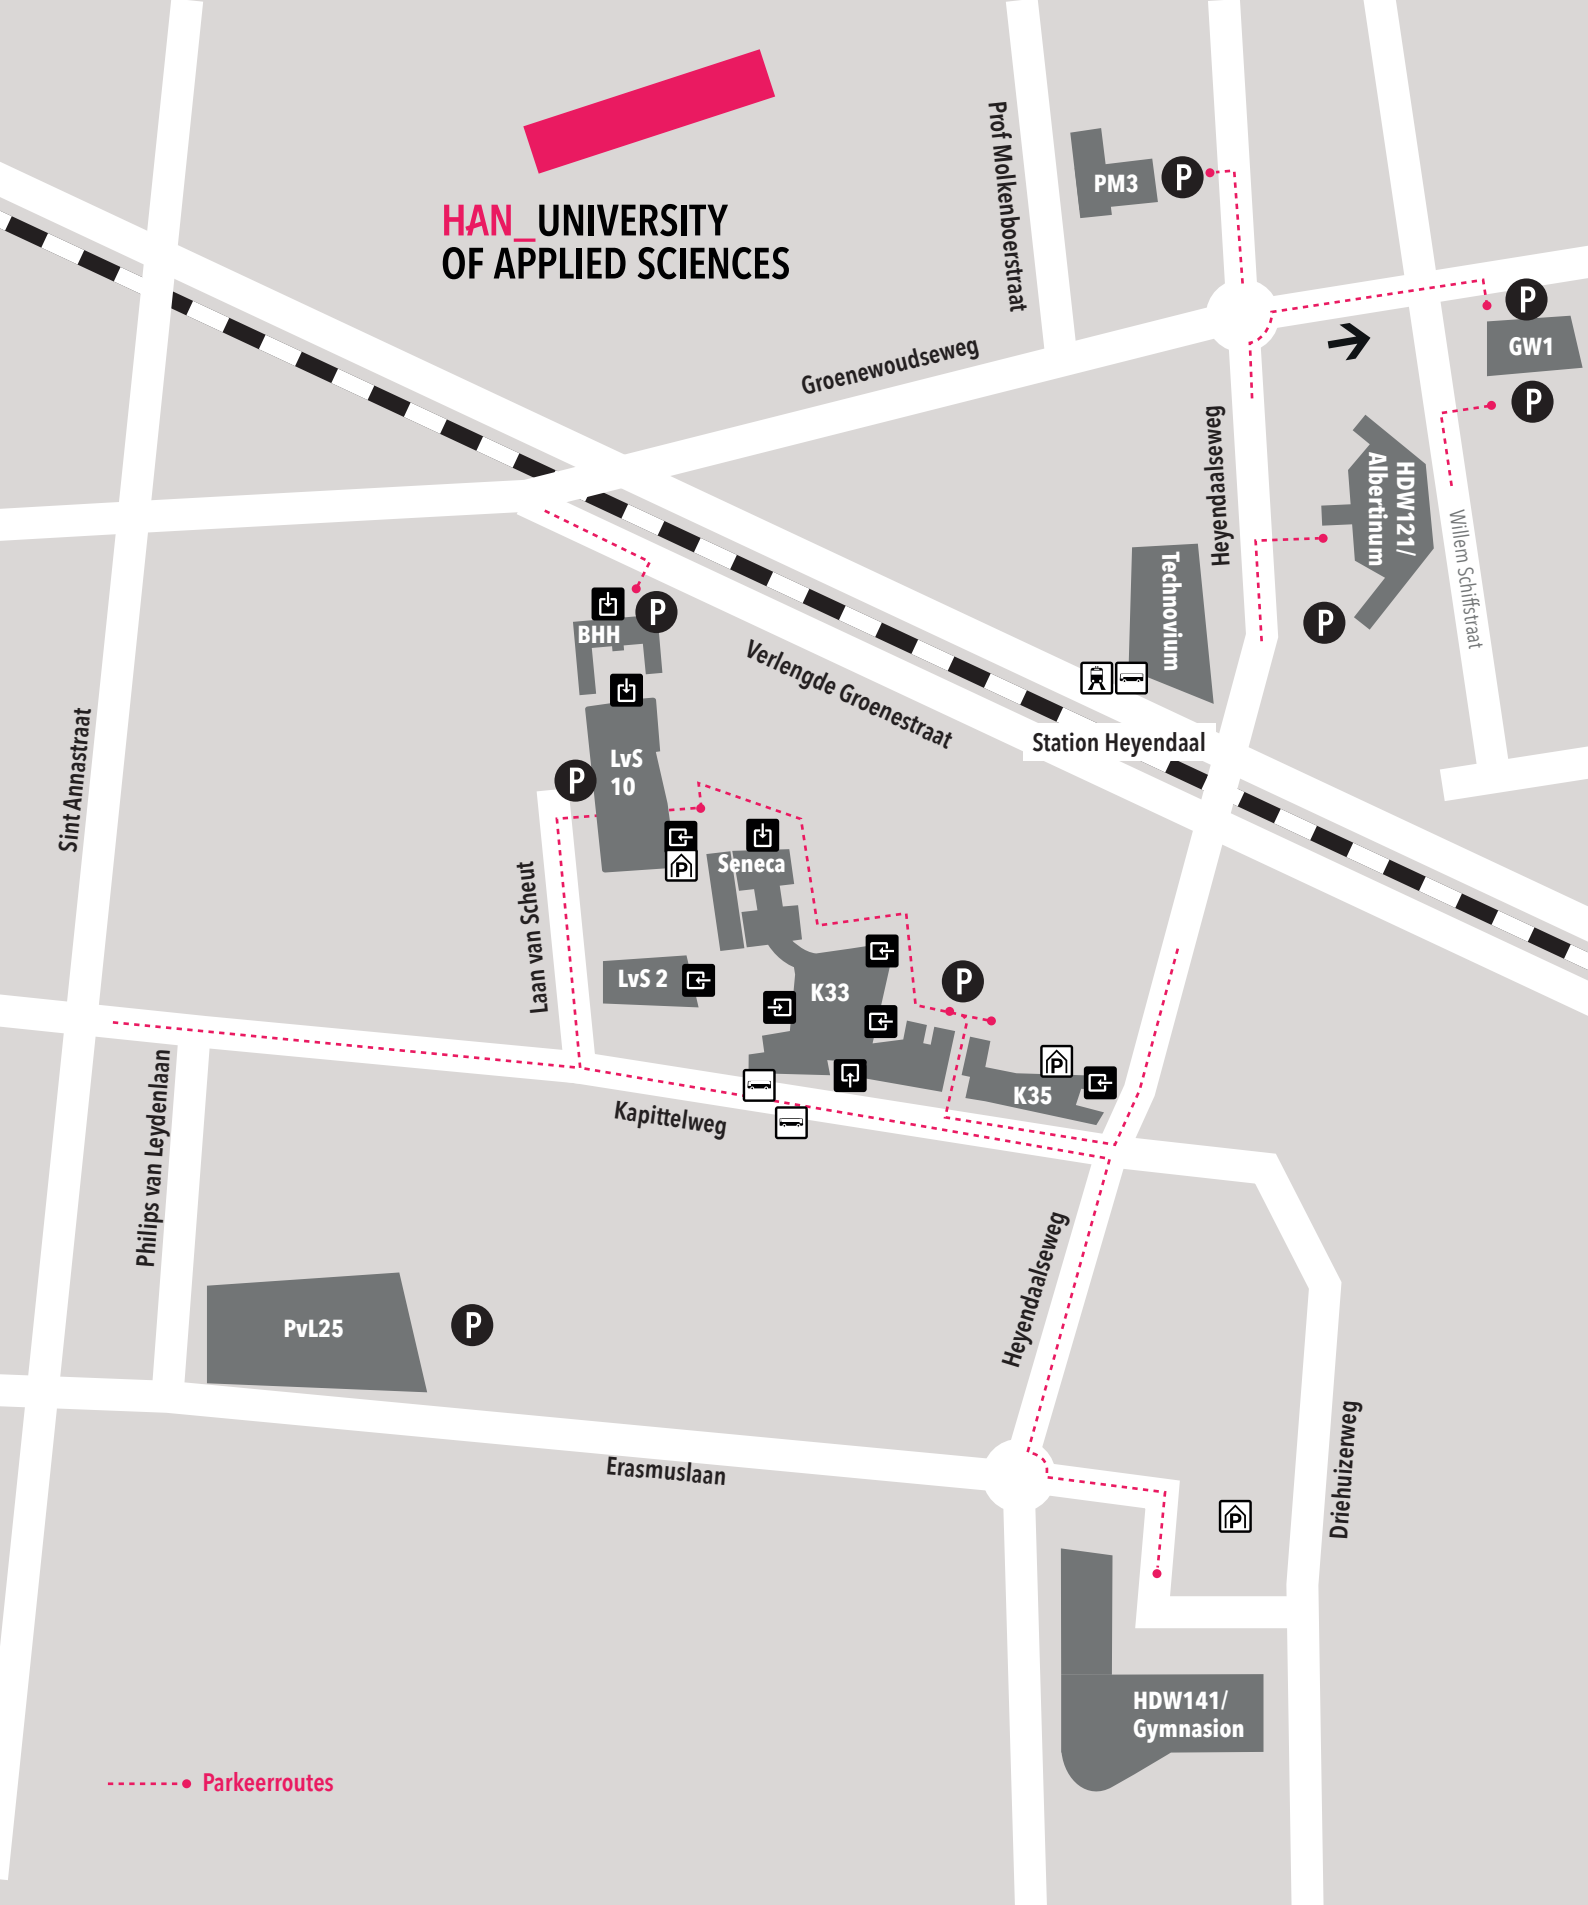 HAN_UNIVERSITY
OF APPLIED SCIENCES
Prof Molkenboerstraat
PM3
P
P
GW1
P
Groenewoudseweg
Heyendaalseweg
HDW121/
Albertinum
Willem Schiffstraat
Technovium
P
BHH
P
Verlengde Groenestraat
Station Heyendaal
Sint Annastraat
LvS
10
P
P
Seneca
Laan van Scheut
LvS 2
K33
P
P
K35
Kapittelweg
Philips van Leydenlaan
PvL25
P
Heyendaalseweg
Erasmuslaan
Driehuizerweg
P
HDW141/
Gymnasion
Parkeerroutes